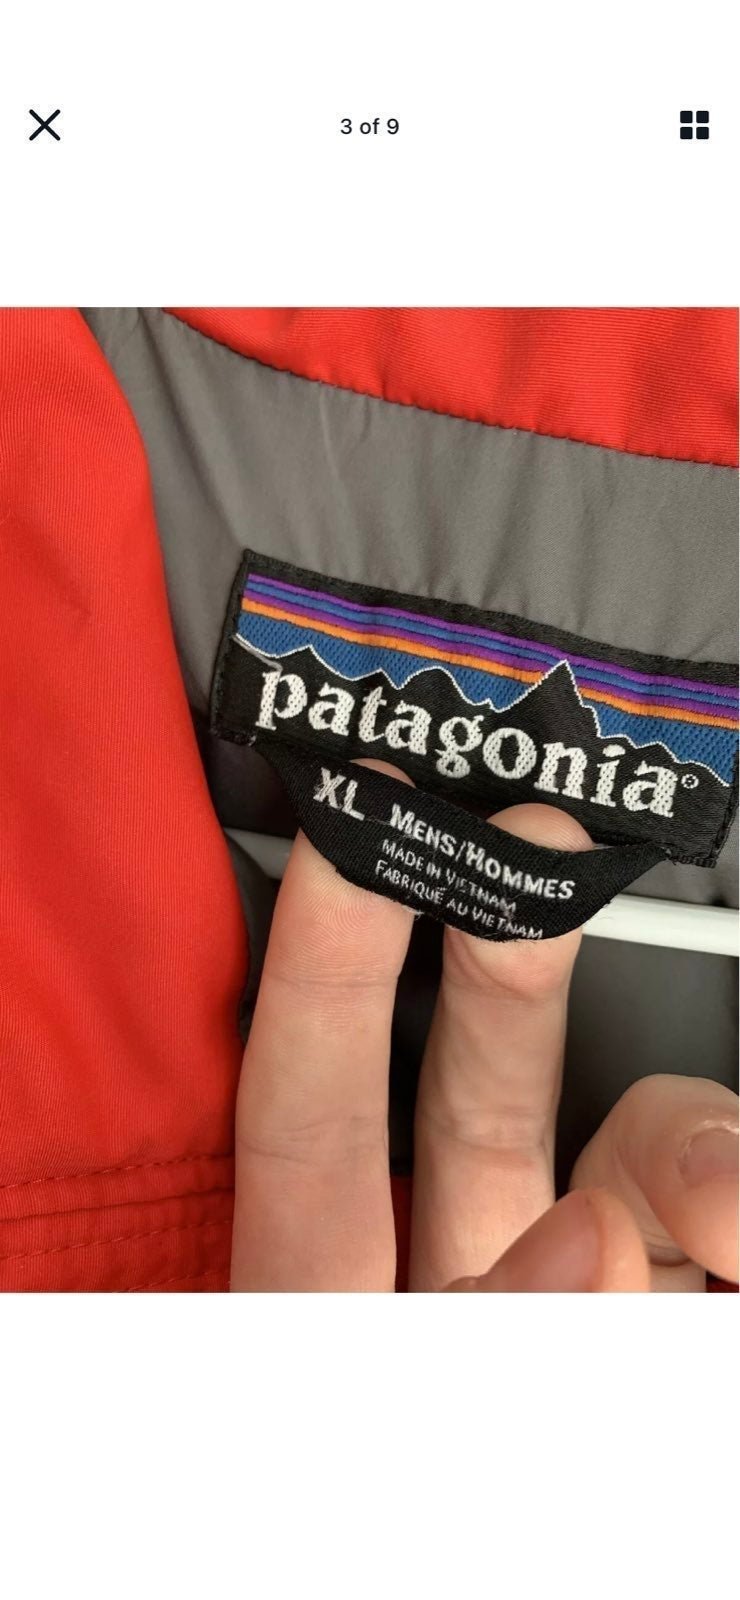 3 of 9
patagonia®
XL MENS/HOMMES
MADE IN VIETNAM
FABRIQUÉ AU VIETNAM